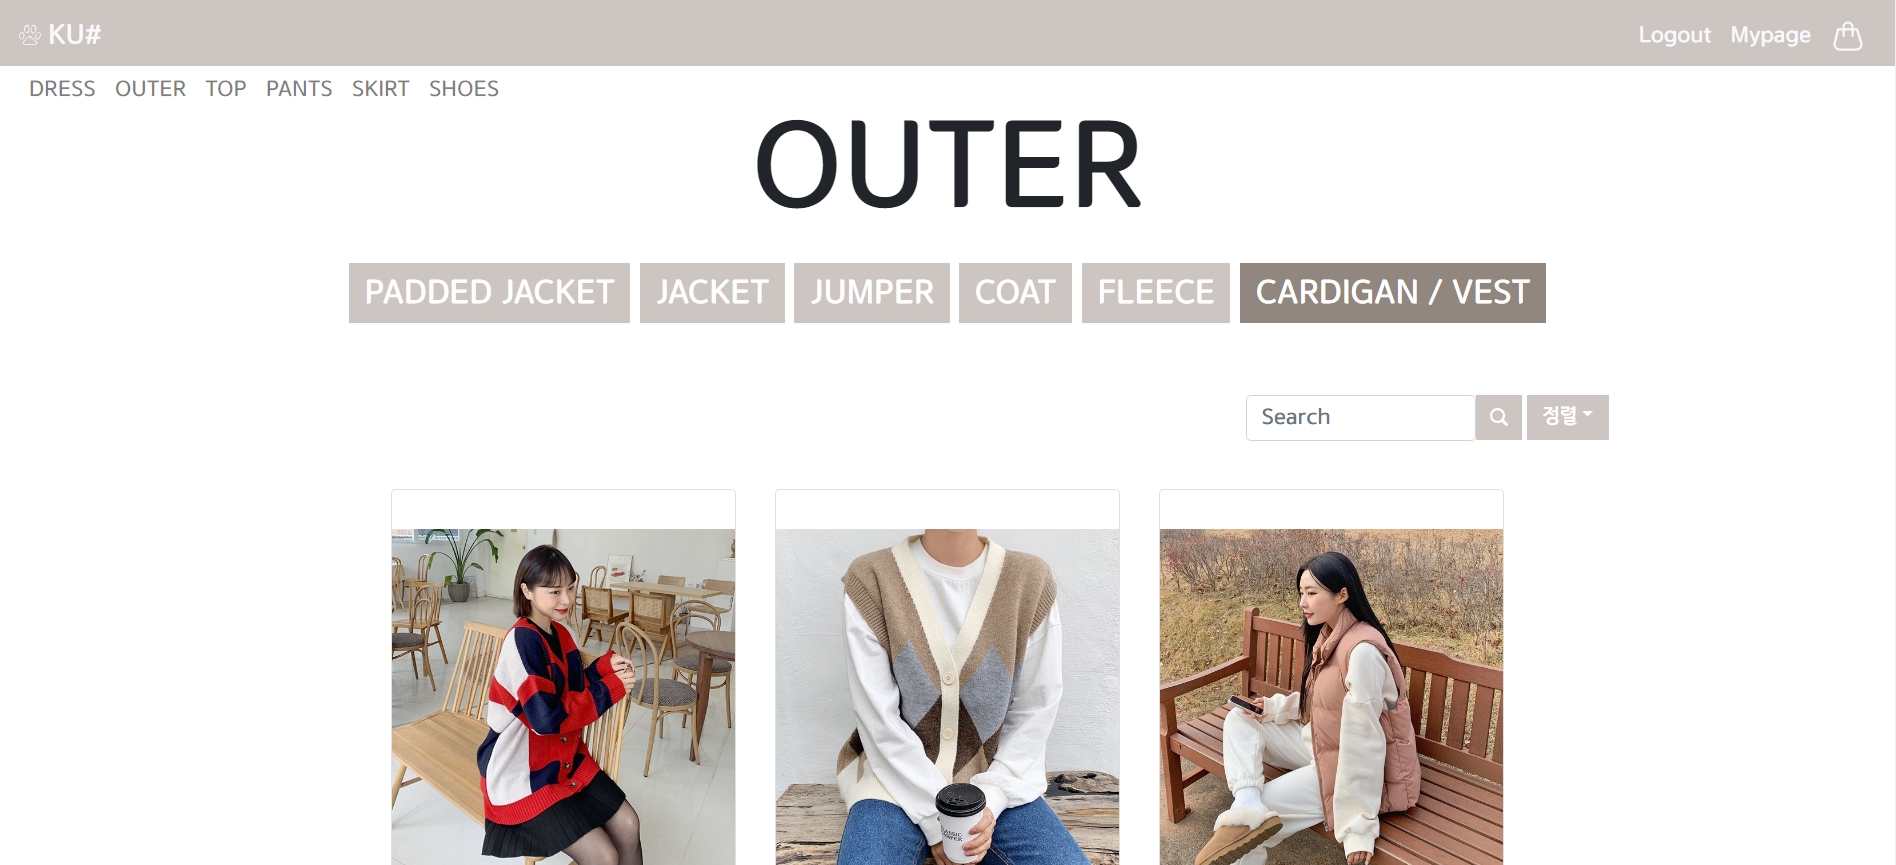 KU# Logout Mypage
DRESS OUTER TOP PANTS SKIRT SHOES
OUTER
PADDED JACKET JACKET JUMPER COAT FLEECE CARDIGAN / VEST
Search 정렬